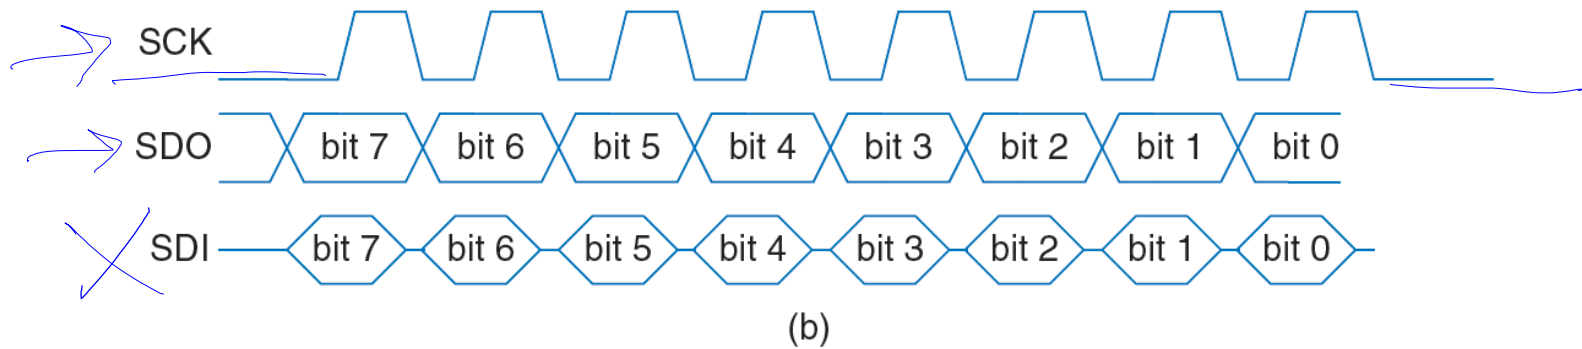 SCK
SDO bit 7 bit 6 bit 5 bit 4 bit 3 bit 2 bit 1 bit 0
SDI bit 7 bit 6 bit 5 bit 4 bit 3 bit 2 bit 1 bit 0
(b)